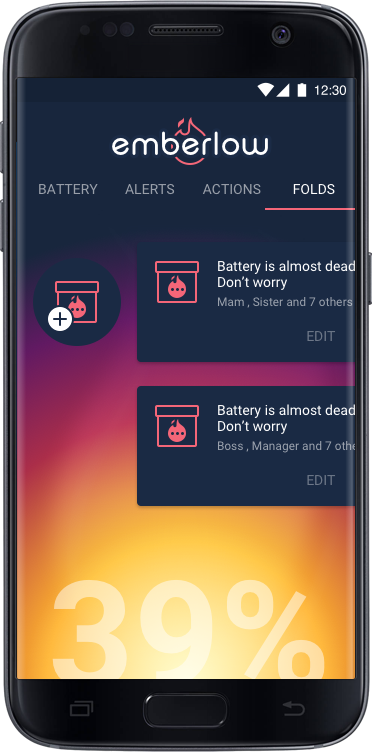 12:30
emberlow
BATTERY ALERTS ACTIONS FOLDS
Battery is almost dead
Don't worry
Mam , Sister and 7 others
EDIT
Battery is almost dead
Don't worry
Boss , Manager and 7 othe
EDIT
39%